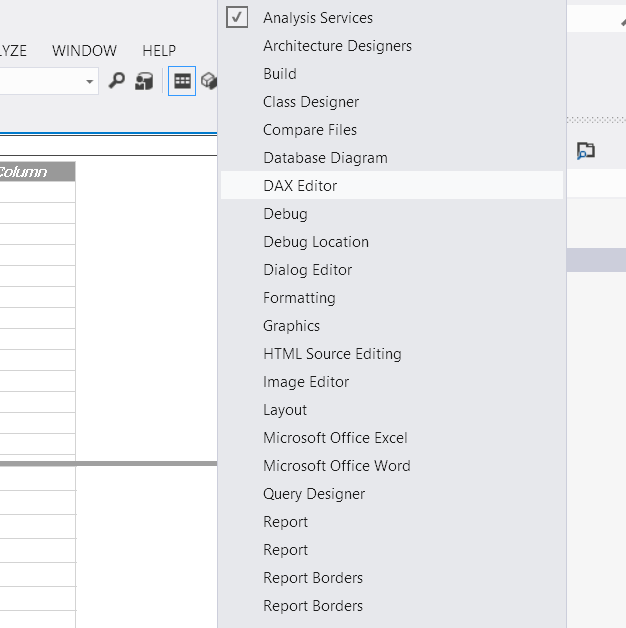 LYZE WINDOW HELP
Column
Analysis Services
Architecture Designers
Build
Class Designer
Compare Files
Database Diagram
DAX Editor
Debug
Debug Location
Dialog Editor
Formatting
Graphics
HTML Source Editing
Image Editor
Layout
Microsoft Office Excel
Microsoft Office Word
Query Designer
Report
Report
Report Borders
Report Borders